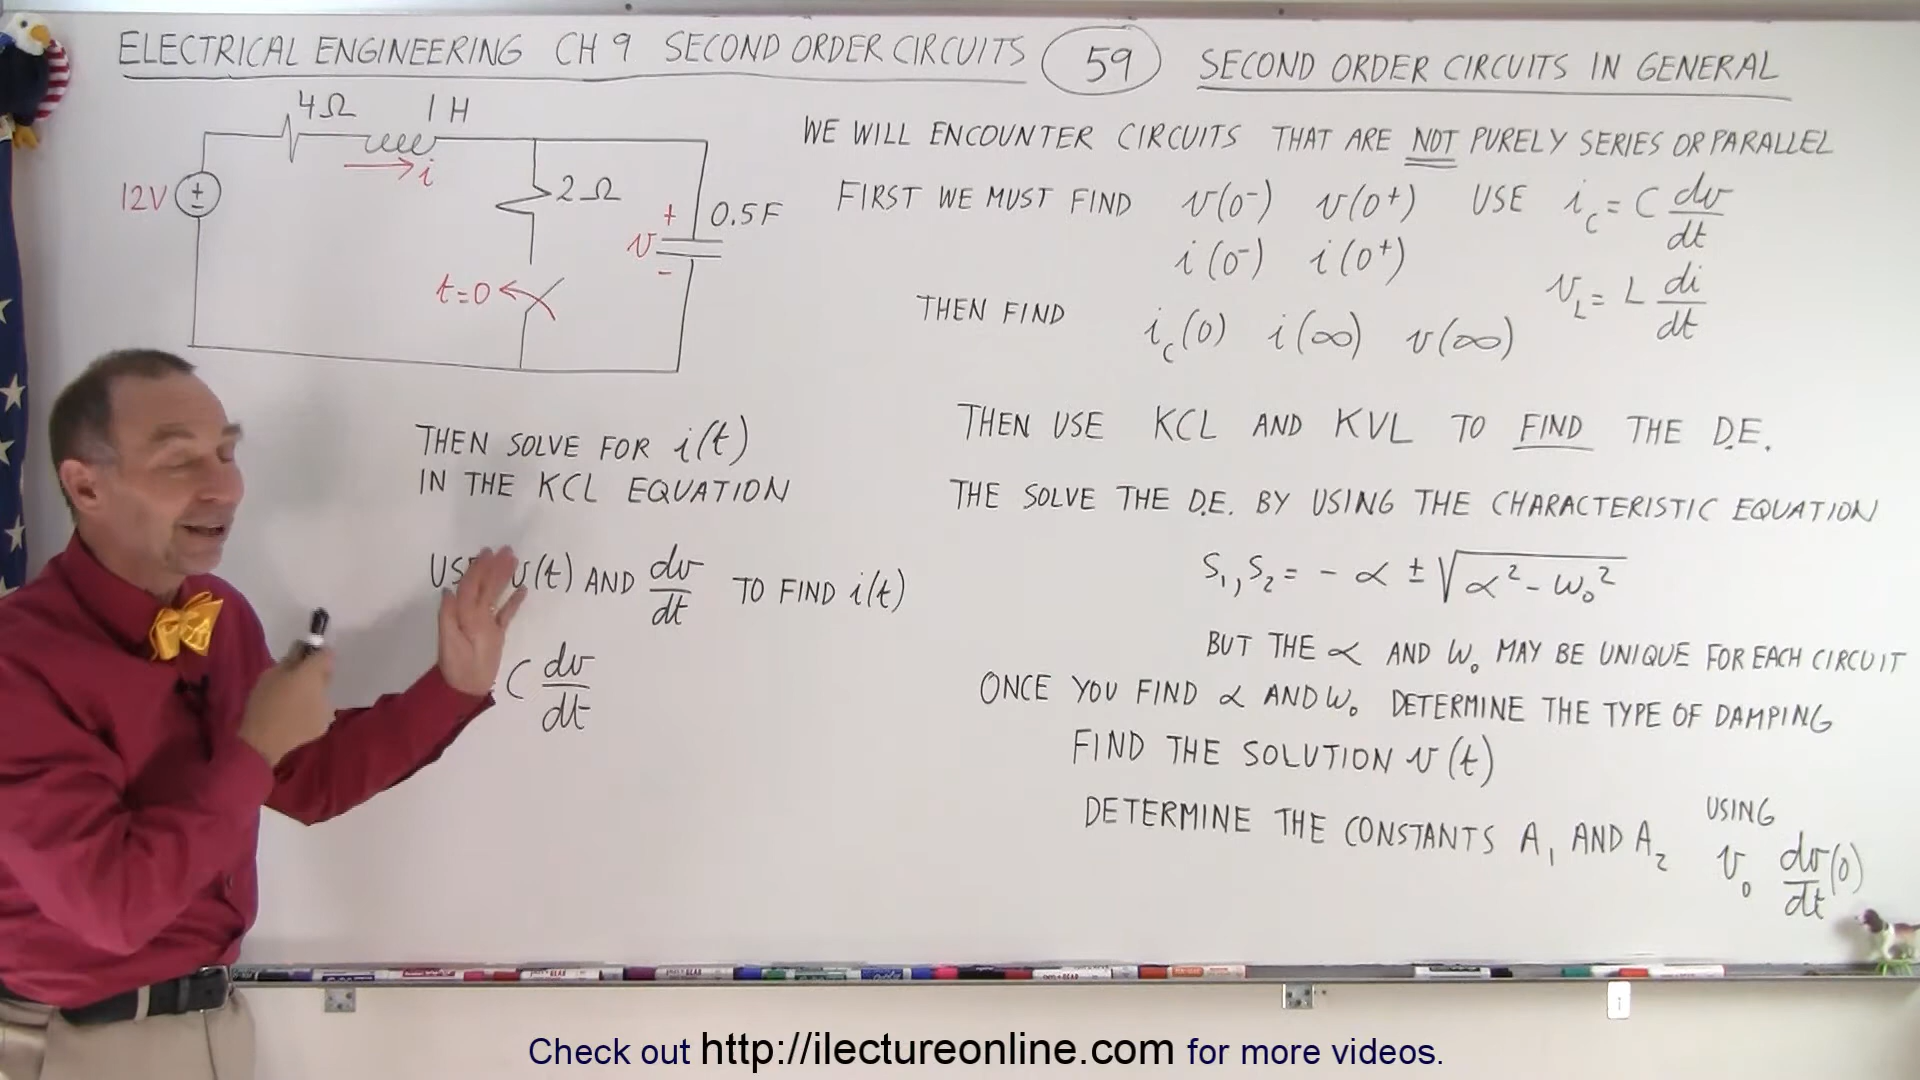 ELECTRICAL ENGINEERING CH 9 SECOND ORDER CIRCUITS 59 SECOND ORDER CIRCUITS IN GENERAL
4Ω 1 H
i
12V ±
2Ω
+ 0.5F
v
-
t=0
WE WILL ENCOUNTER CIRCUITS THAT ARE NOT PURELY SERIES OR PARALLEL
FIRST WE MUST FIND v(0⁻) v(0⁺) USE i_c = C dv/dt
i(0⁻) i(0⁺)
v_L = L di/dt
THEN FIND i_c(0) i(∞) v(∞)
THEN USE KCL AND KVL TO FIND THE D.E.
THE SOLVE THE D.E. BY USING THE CHARACTERISTIC EQUATION
S₁,S₂ = - α ± √(α² - ω₀²)
BUT THE α AND ω₀ MAY BE UNIQUE FOR EACH CIRCUIT
ONCE YOU FIND α AND ω₀ DETERMINE THE TYPE OF DAMPING
FIND THE SOLUTION v(t)
DETERMINE THE CONSTANTS A₁ AND A₂ USING
v₀ dv/dt(0)
THEN SOLVE FOR i(t)
IN THE KCL EQUATION
USE v(t) AND dv/dt TO FIND i(t)
C dv/dt
Check out http://ilectureonline.com for more videos.